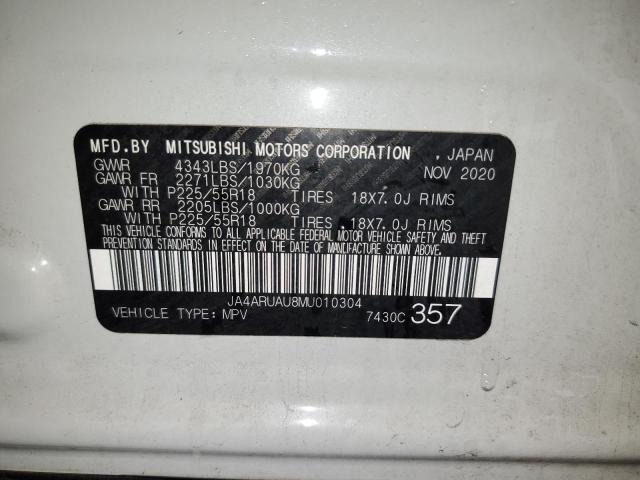 MFD.BY MITSUBISHI MOTORS CORPORATION , JAPAN
GVWR 4343LBS/1970KG NOV 2020
GAWR FR 2271LBS/1030KG
WITH P225/55R18 TIRES 18X7.0J RIMS
GAWR RR 2205LBS/1000KG
WITH P225/55R18 TIRES . 18X7.0J RIMS
THIS VEHICLE CONFORMS TO ALL APPLICABLE FEDERAL MOTOR VEHICLE SAFETY AND THEFT
PREVENTION STANDARDS IN EFFECT ON THE DATE OF MANUFACTURE SHOWN ABOVE.
JA4ARUAU8MU010304
VEHICLE TYPE: MPV 7430C 357